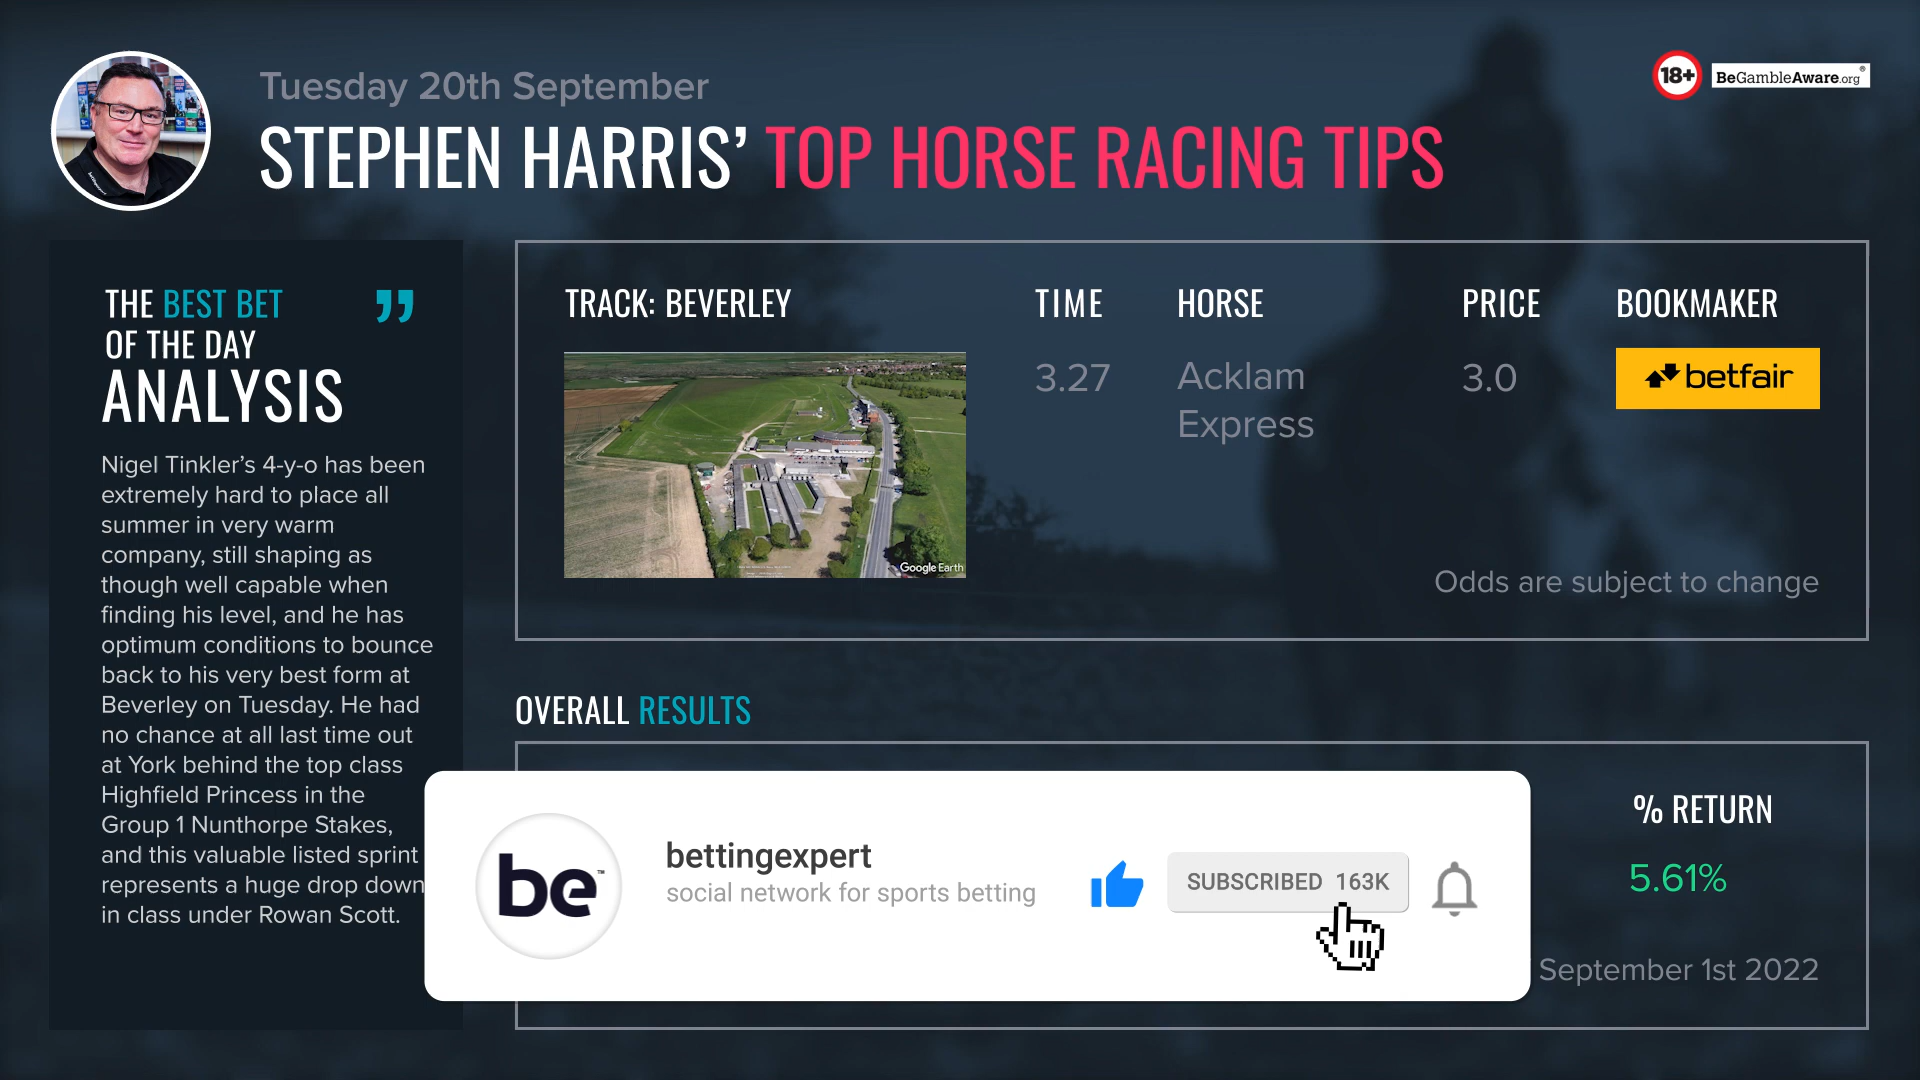 Tuesday 20th September
STEPHEN HARRIS’ TOP HORSE RACING TIPS
18+ BeGambleAware.org®
THE BEST BET ”
OF THE DAY
ANALYSIS
Nigel Tinkler’s 4-y-o has been
extremely hard to place all
summer in very warm
company, still shaping as
though well capable when
finding his level, and he has
optimum conditions to bounce
back to his very best form at
Beverley on Tuesday. He had
no chance at all last time out
at York behind the top class
Highfield Princess in the
Group 1 Nunthorpe Stakes,
and this valuable listed sprint
represents a huge drop down
in class under Rowan Scott.
TRACK: BEVERLEY
TIME
HORSE
PRICE
BOOKMAKER
3.27
Acklam
Express
3.0
betfair
Google Earth
Odds are subject to change
OVERALL RESULTS
be™
bettingexpert
social network for sports betting
SUBSCRIBED 163K
% RETURN
5.61%
September 1st 2022